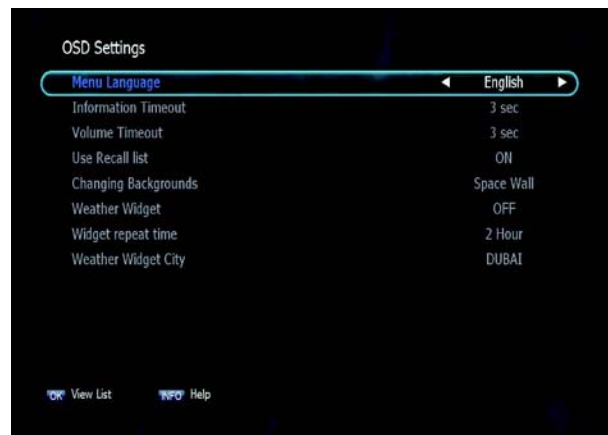 OSD Settings
Menu Language English
Information Timeout 3 sec
Volume Timeout 3 sec
Use Recall list ON
Changing Backgrounds Space Wall
Weather Widget OFF
Widget repeat time 2 Hour
Weather Widget City DUBAI
OK View List INFO Help